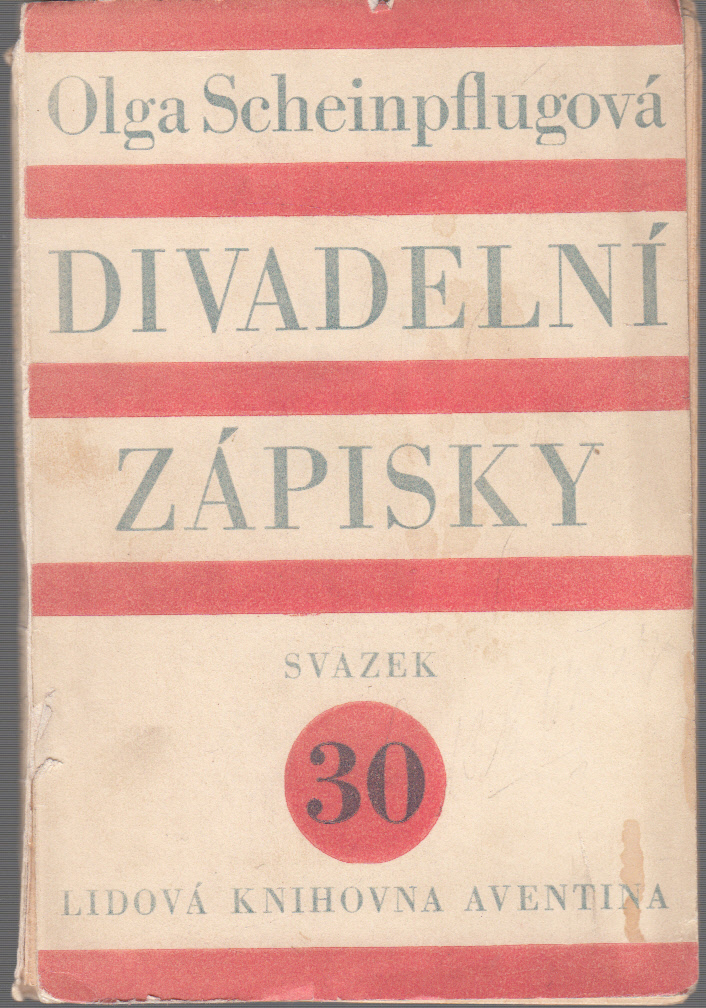 Olga Scheinpflugová
DIVADELNÍ
ZÁPISKY
SVAZEK
30
LIDOVÁ KNIHOVNA AVENTINA